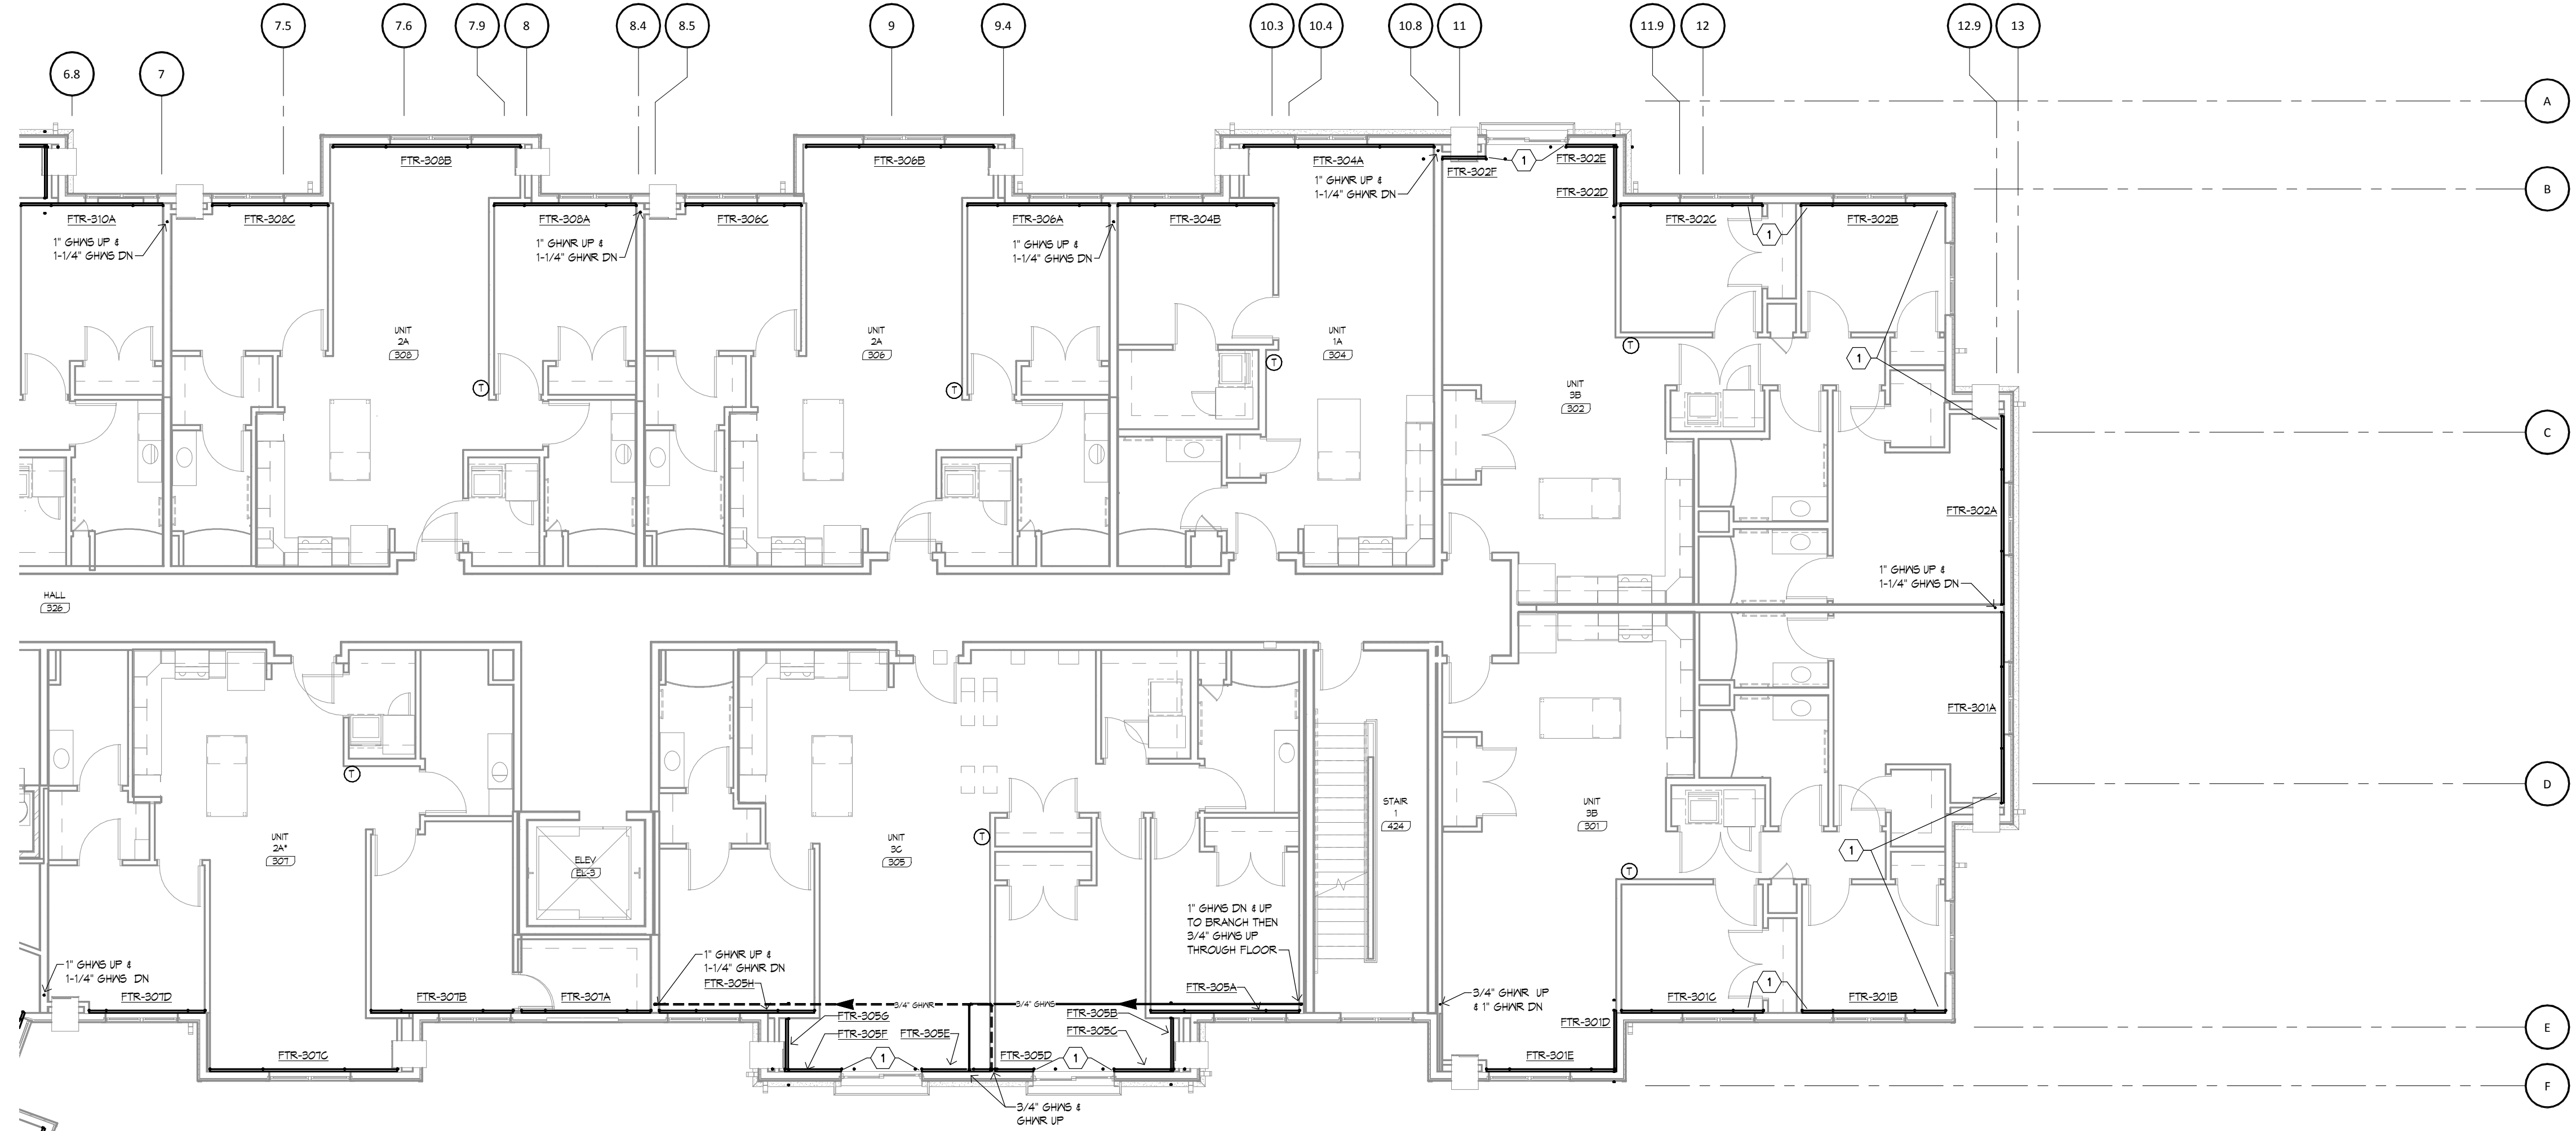 7.5
7.6
7.9
8
8.4
8.5
9
9.4
10.3
10.4
10.8
11
11.9
12
12.9
13
6.8
7
A
B
C
D
E
F
FTR-308B
FTR-306B
FTR-304A
FTR-302F
1
FTR-302E
FTR-302D
1" GHWR UP &
1-1/4" GHWR DN
FTR-310A
FTR-308C
FTR-308A
FTR-306C
FTR-306A
FTR-304B
FTR-302C
1
FTR-302B
1" GHWS UP &
1-1/4" GHWS DN
1" GHWR UP &
1-1/4" GHWR DN
1" GHWS UP &
1-1/4" GHWS DN
UNIT
2A
308
UNIT
2A
306
UNIT
1A
304
UNIT
3B
302
T
T
T
T
1
FTR-302A
1" GHWS UP &
1-1/4" GHWS DN
HALL
326
FTR-301A
T
UNIT
2A*
307
ELEV
EL-3
UNIT
3C
305
T
STAIR
1
424
UNIT
3B
301
T
1
1" GHWS DN & UP
TO BRANCH THEN
3/4" GHWS UP
THROUGH FLOOR
1" GHWS UP &
1-1/4" GHWS DN
1" GHWR UP &
1-1/4" GHWR DN
FTR-305H
FTR-305A
3/4" GHWR UP
& 1" GHWR DN
FTR-307D
FTR-307B
FTR-307A
3/4" GHWR
3/4" GHWS
FTR-301C
1
FTR-301B
FTR-305G
FTR-305F
1
FTR-305E
FTR-305B
FTR-305C
FTR-305D
1
FTR-301D
FTR-307C
FTR-301E
3/4" GHWS &
GHWR UP